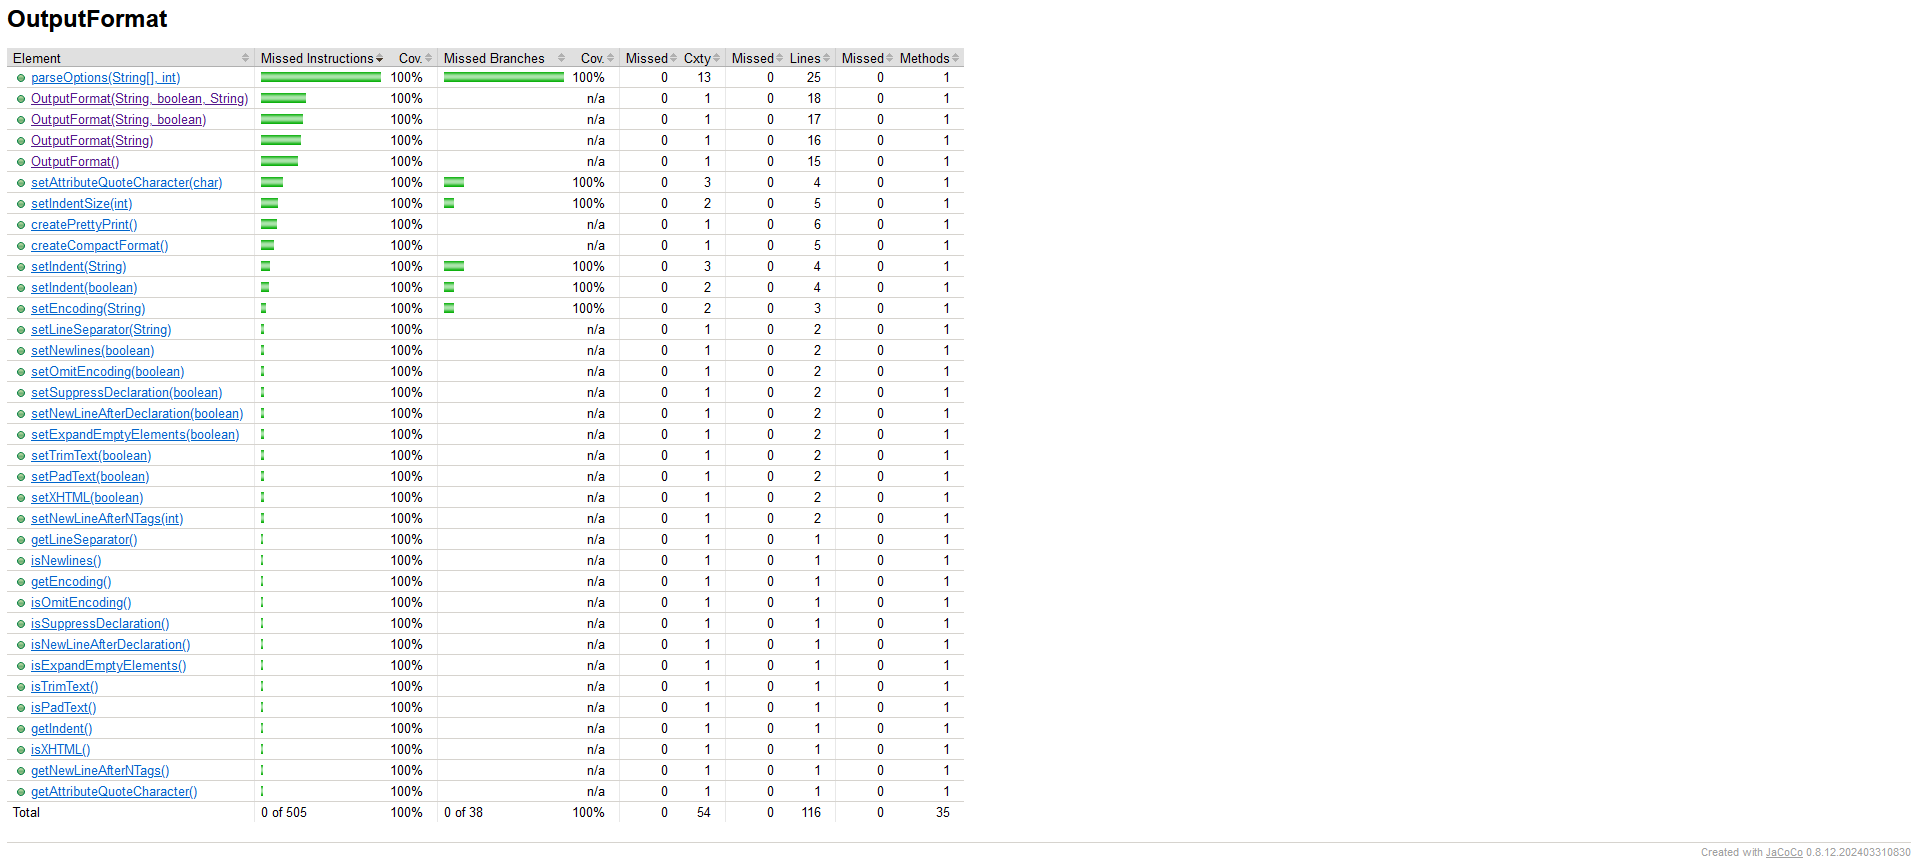 OutputFormat
Element Missed Instructions Cov. Missed Branches Cov. Missed Cxty Missed Lines Missed Methods
parseOptions(String[], int) 100% 100% 0 13 0 25 0 1
OutputFormat(String, boolean, String) 100% n/a 0 1 0 18 0 1
OutputFormat(String, boolean) 100% n/a 0 1 0 17 0 1
OutputFormat(String) 100% n/a 0 1 0 16 0 1
OutputFormat() 100% n/a 0 1 0 15 0 1
setAttributeQuoteCharacter(char) 100% 100% 0 3 0 4 0 1
setIndentSize(int) 100% 100% 0 2 0 5 0 1
createPrettyPrint() 100% n/a 0 1 0 6 0 1
createCompactFormat() 100% n/a 0 1 0 5 0 1
setIndent(String) 100% 100% 0 3 0 4 0 1
setIndent(boolean) 100% 100% 0 2 0 4 0 1
setEncoding(String) 100% 100% 0 2 0 3 0 1
setLineSeparator(String) 100% n/a 0 1 0 2 0 1
setNewlines(boolean) 100% n/a 0 1 0 2 0 1
setOmitEncoding(boolean) 100% n/a 0 1 0 2 0 1
setSuppressDeclaration(boolean) 100% n/a 0 1 0 2 0 1
setNewLineAfterDeclaration(boolean) 100% n/a 0 1 0 2 0 1
setExpandEmptyElements(boolean) 100% n/a 0 1 0 2 0 1
setTrimText(boolean) 100% n/a 0 1 0 2 0 1
setPadText(boolean) 100% n/a 0 1 0 2 0 1
setXHTML(boolean) 100% n/a 0 1 0 2 0 1
setNewLineAfterNTags(int) 100% n/a 0 1 0 2 0 1
getLineSeparator() 100% n/a 0 1 0 1 0 1
isNewlines() 100% n/a 0 1 0 1 0 1
getEncoding() 100% n/a 0 1 0 1 0 1
isOmitEncoding() 100% n/a 0 1 0 1 0 1
isSuppressDeclaration() 100% n/a 0 1 0 1 0 1
isNewLineAfterDeclaration() 100% n/a 0 1 0 1 0 1
isExpandEmptyElements() 100% n/a 0 1 0 1 0 1
isTrimText() 100% n/a 0 1 0 1 0 1
isPadText() 100% n/a 0 1 0 1 0 1
getIndent() 100% n/a 0 1 0 1 0 1
isXHTML() 100% n/a 0 1 0 1 0 1
getNewLineAfterNTags() 100% n/a 0 1 0 1 0 1
getAttributeQuoteCharacter() 100% n/a 0 1 0 1 0 1
Total 0 of 505 100% 0 of 38 100% 0 54 0 116 0 35
Created with JaCoCo 0.8.12.202403310830